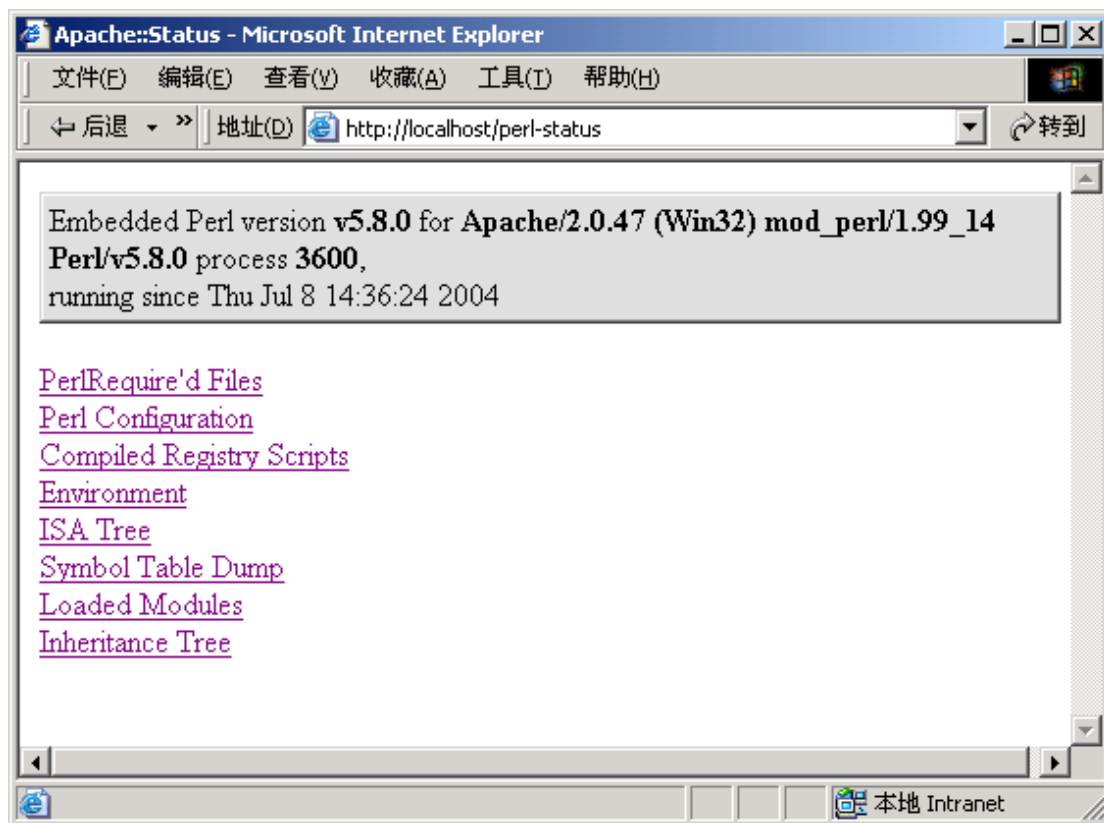 Apache::Status - Microsoft Internet Explorer
文件(F) 编辑(E) 查看(V) 收藏(A) 工具(T) 帮助(H)
后退 » 地址(D) http://localhost/perl-status 转到
Embedded Perl version v5.8.0 for Apache/2.0.47 (Win32) mod_perl/1.99_14
Perl/v5.8.0 process 3600,
running since Thu Jul 8 14:36:24 2004
PerlRequire'd Files
Perl Configuration
Compiled Registry Scripts
Environment
ISA Tree
Symbol Table Dump
Loaded Modules
Inheritance Tree
本地 Intranet